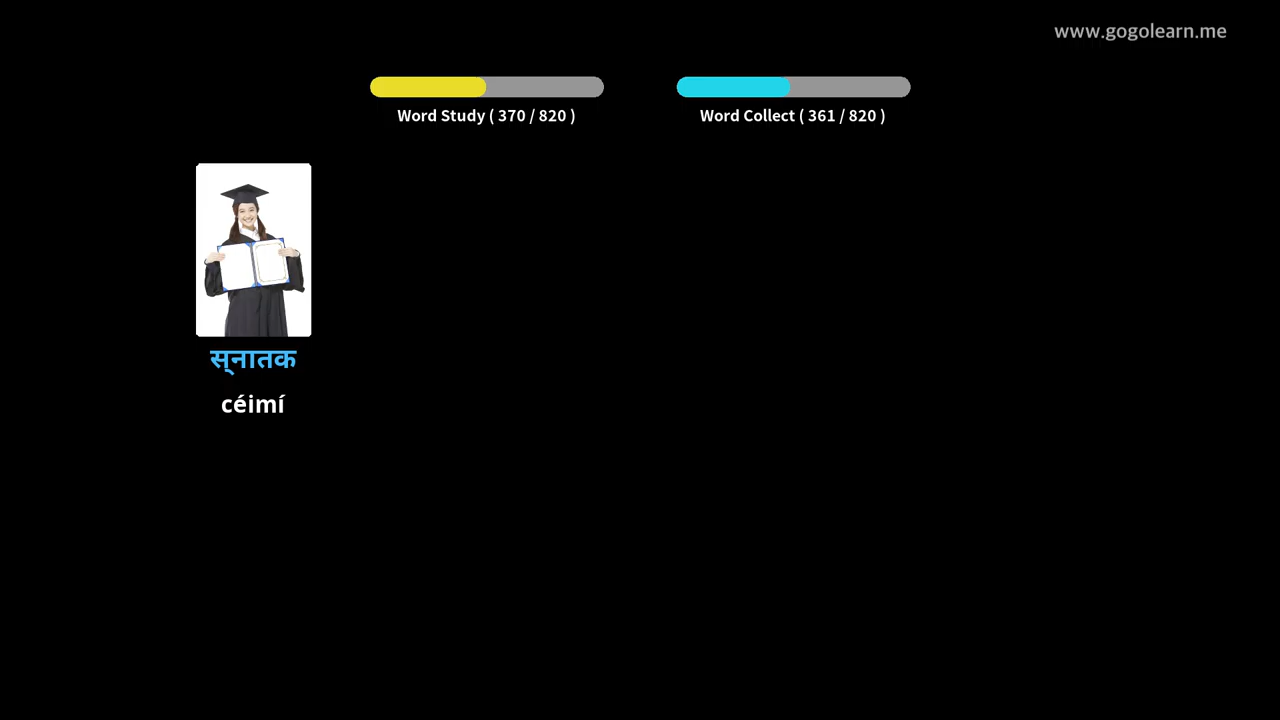 www.gogolearn.me
Word Study ( 370 / 820 )
Word Collect ( 361 / 820 )
स्नातक
céimí